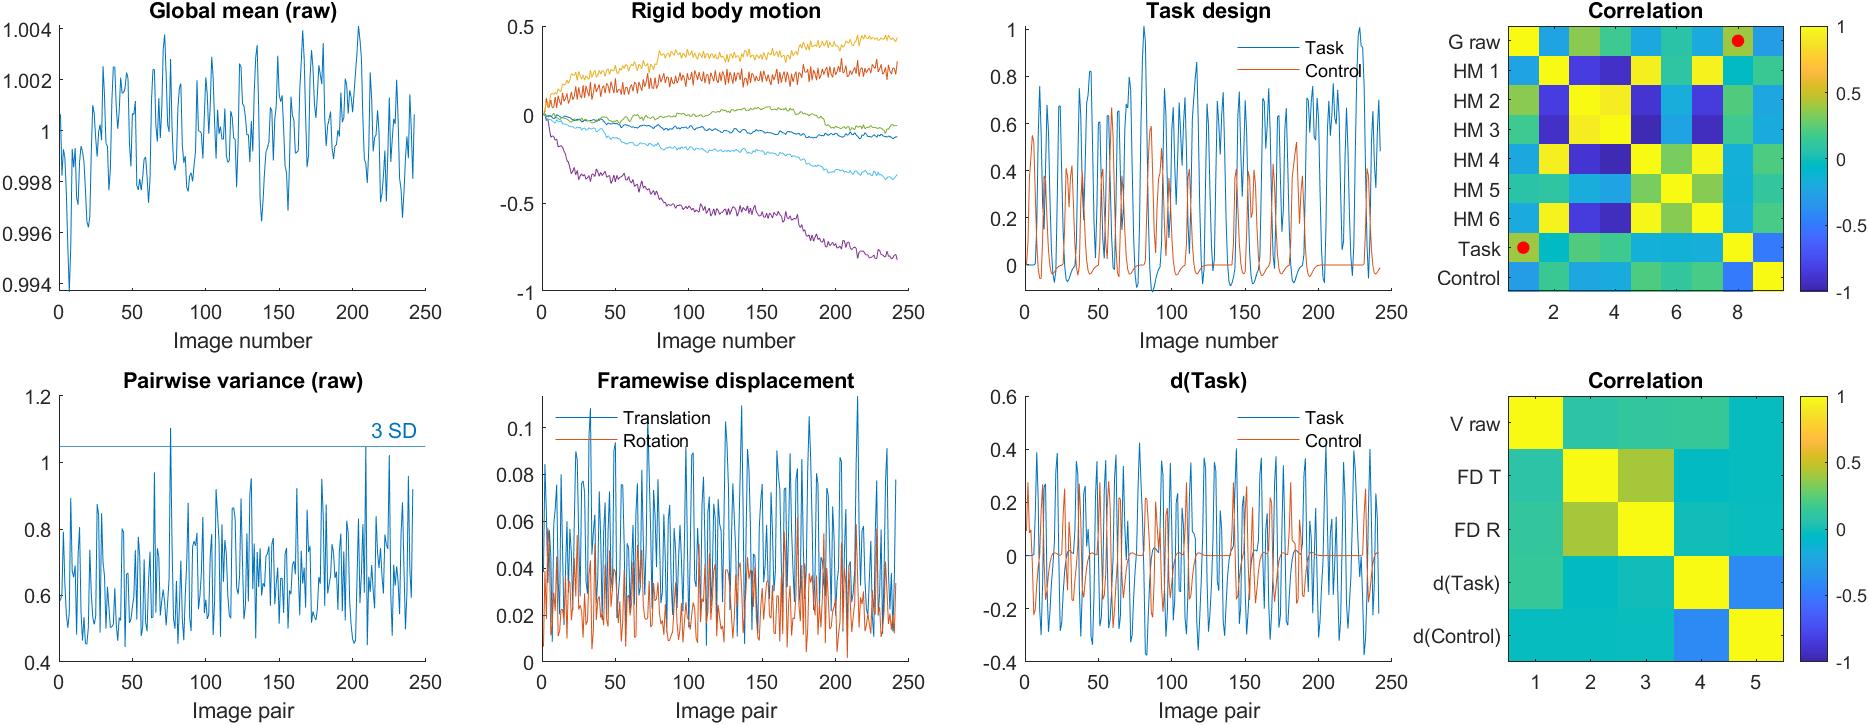 Global mean (raw)
1.004
1.002
1
0.998
0.996
0.994
0 50 100 150 200 250
Image number
Rigid body motion
0.5
0
-0.5
-1
0 50 100 150 200 250
Image number
Task design
1
0.8
0.6
0.4
0.2
0
Task
Control
0 50 100 150 200 250
Image number
Correlation
G raw
HM 1
HM 2
HM 3
HM 4
HM 5
HM 6
Task
Control
2 4 6 8
1
0.5
0
-0.5
-1
Pairwise variance (raw)
1.2
1
0.8
0.6
0.4
3 SD
0 50 100 150 200 250
Image pair
Framewise displacement
0.1
0.08
0.06
0.04
0.02
0
Translation
Rotation
0 50 100 150 200 250
Image pair
d(Task)
0.6
0.4
0.2
0
-0.2
-0.4
Task
Control
0 50 100 150 200 250
Image pair
Correlation
V raw
FD T
FD R
d(Task)
d(Control)
1 2 3 4 5
1
0.5
0
-0.5
-1